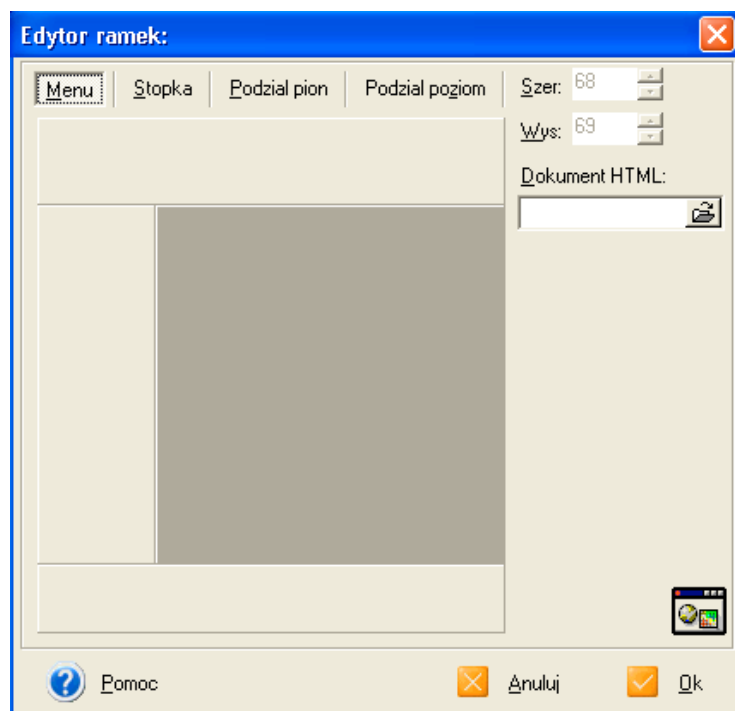 Edytor ramek:
Menu Stopka Podzial pion Podzial poziom
Szer: 68
Wys: 69
Dokument HTML:
Pomoc Anuluj Ok